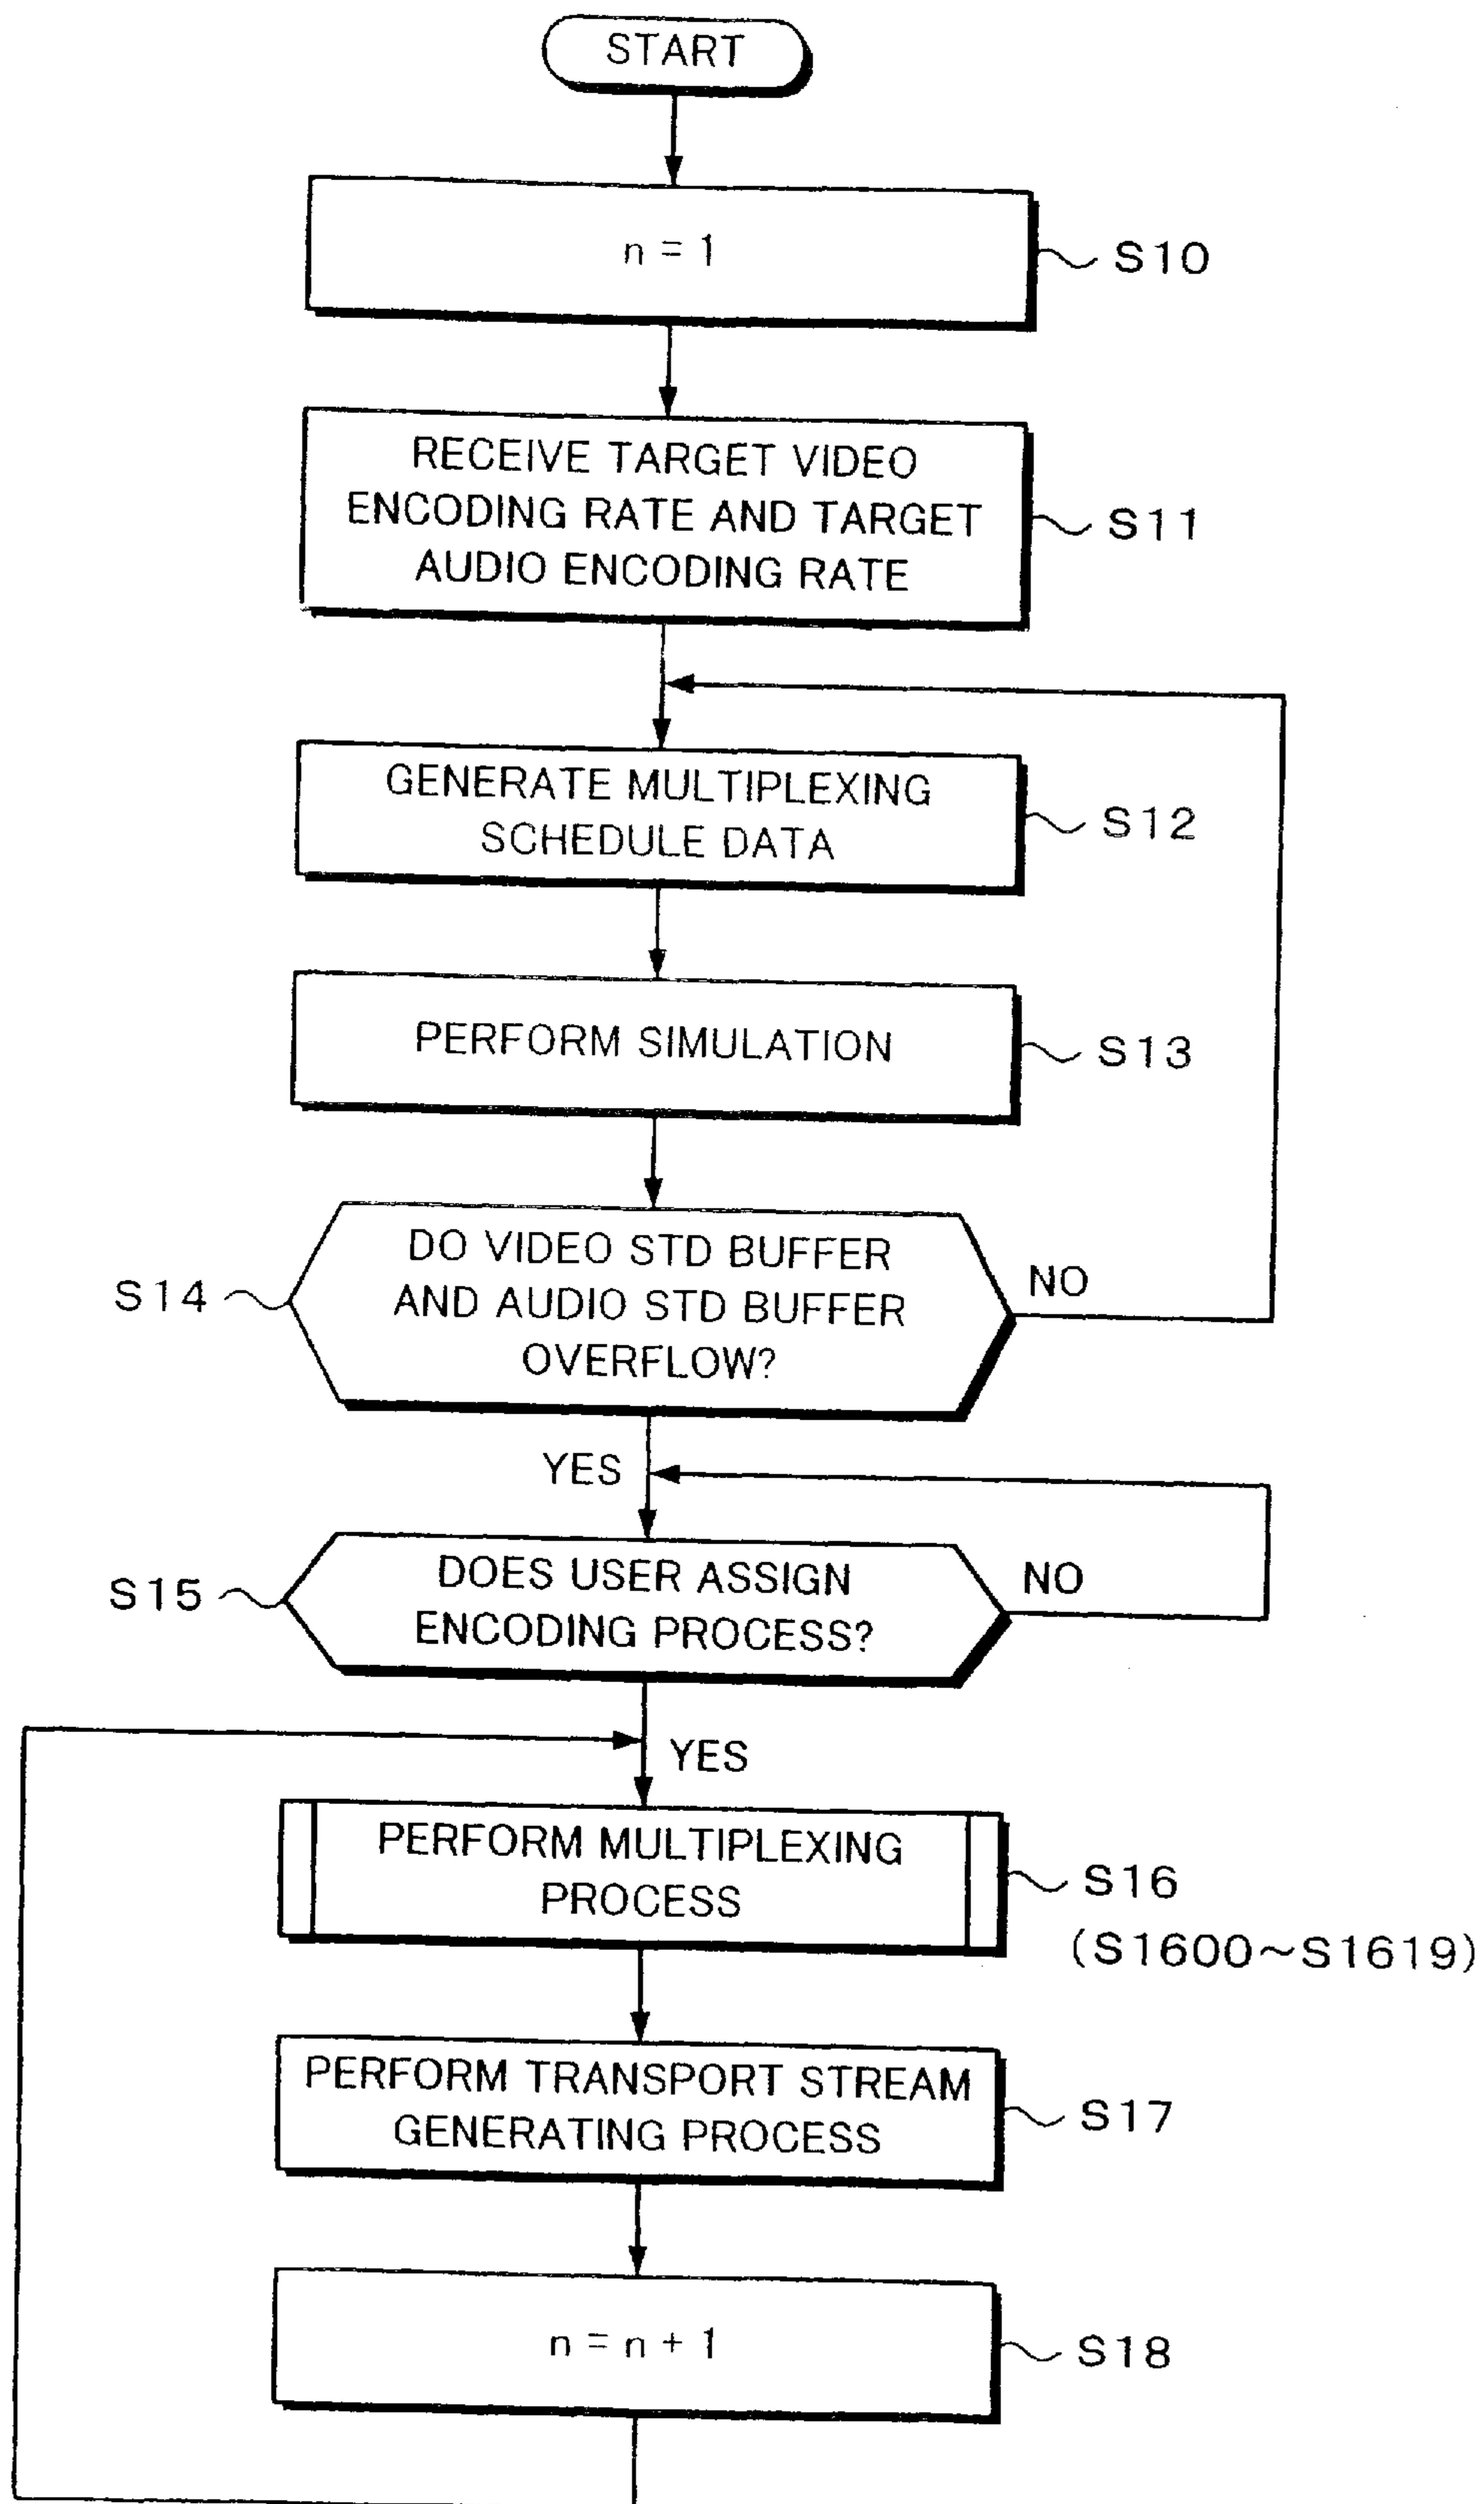 START
n = 1
S10
RECEIVE TARGET VIDEO
ENCODING RATE AND TARGET
AUDIO ENCODING RATE
S11
GENERATE MULTIPLEXING
SCHEDULE DATA
S12
PERFORM SIMULATION
S13
DO VIDEO STD BUFFER
AND AUDIO STD BUFFER
OVERFLOW?
S14
NO
YES
DOES USER ASSIGN
ENCODING PROCESS?
S15
NO
YES
PERFORM MULTIPLEXING
PROCESS
S16
(S1600~S1619)
PERFORM TRANSPORT STREAM
GENERATING PROCESS
S17
n = n + 1
S18